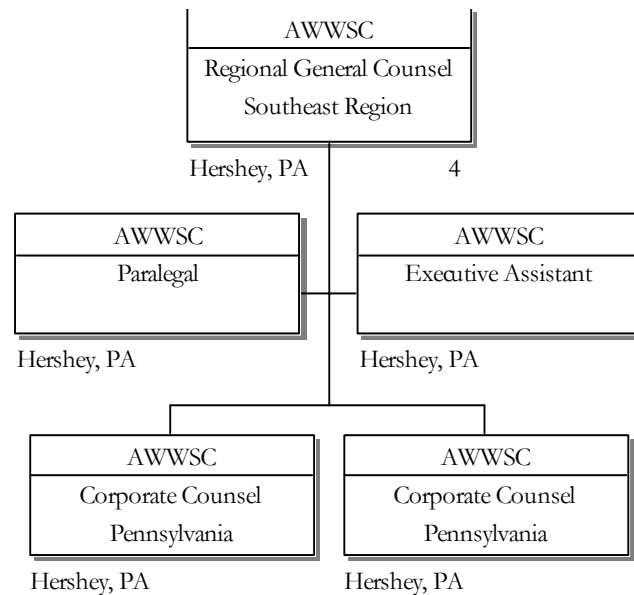 AWWSC
Regional General Counsel
Southeast Region
Hershey, PA 4
AWWSC
Paralegal
Hershey, PA
AWWSC
Executive Assistant
Hershey, PA
AWWSC
Corporate Counsel
Pennsylvania
Hershey, PA
AWWSC
Corporate Counsel
Pennsylvania
Hershey, PA